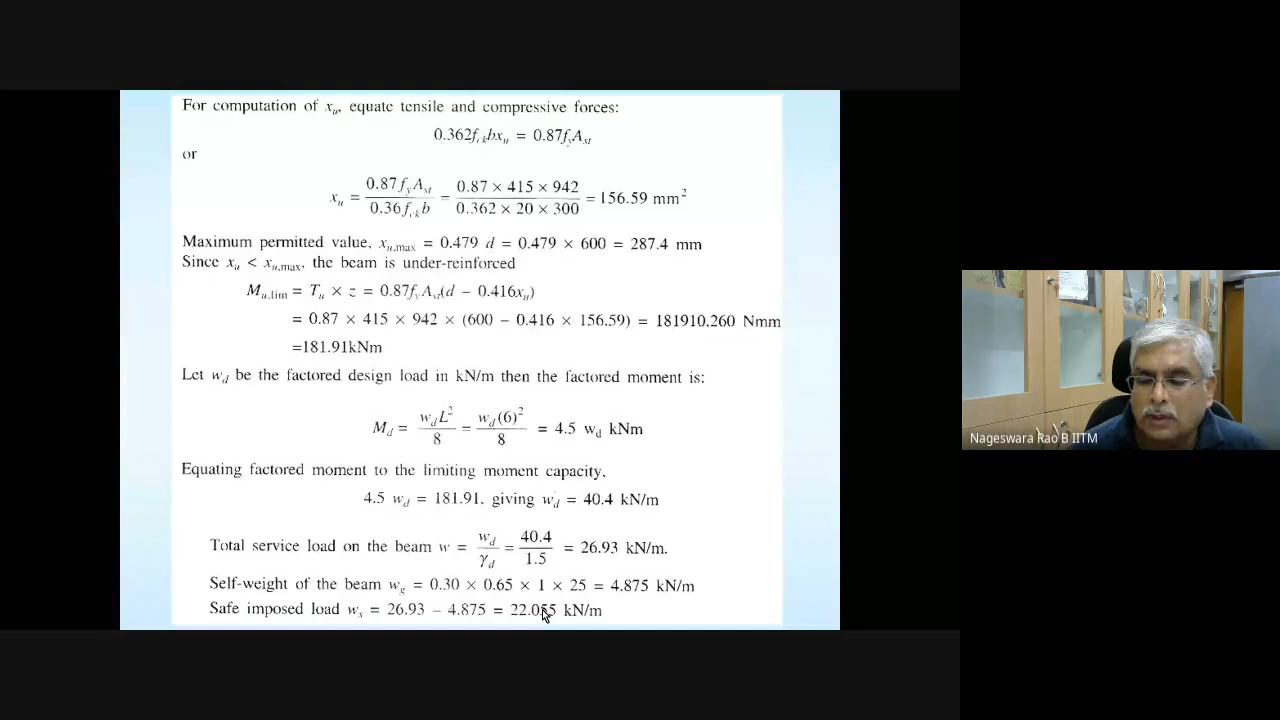 For computation of xu, equate tensile and compressive forces:
0.362fckbxu = 0.87fyAst
or
xu = 0.87fyAst / 0.36fckb = 0.87 × 415 × 942 / 0.362 × 20 × 300 = 156.59 mm²
Maximum permitted value, xu,max = 0.479 d = 0.479 × 600 = 287.4 mm
Since xu < xu,max, the beam is under-reinforced
Mu,lim = Tu × z = 0.87fyAst(d − 0.416xu)
= 0.87 × 415 × 942 × (600 − 0.416 × 156.59) = 181910.260 Nmm
=181.91kNm
Let wd be the factored design load in kN/m then the factored moment is:
Md = wdL² / 8 = wd(6)² / 8 = 4.5 wd kNm
Equating factored moment to the limiting moment capacity,
4.5 wd = 181.91, giving wd = 40.4 kN/m
Total service load on the beam w = wd / γd = 40.4 / 1.5 = 26.93 kN/m.
Self-weight of the beam wg = 0.30 × 0.65 × 1 × 25 = 4.875 kN/m
Safe imposed load ws = 26.93 − 4.875 = 22.055 kN/m
Nageswara Rao B IITM